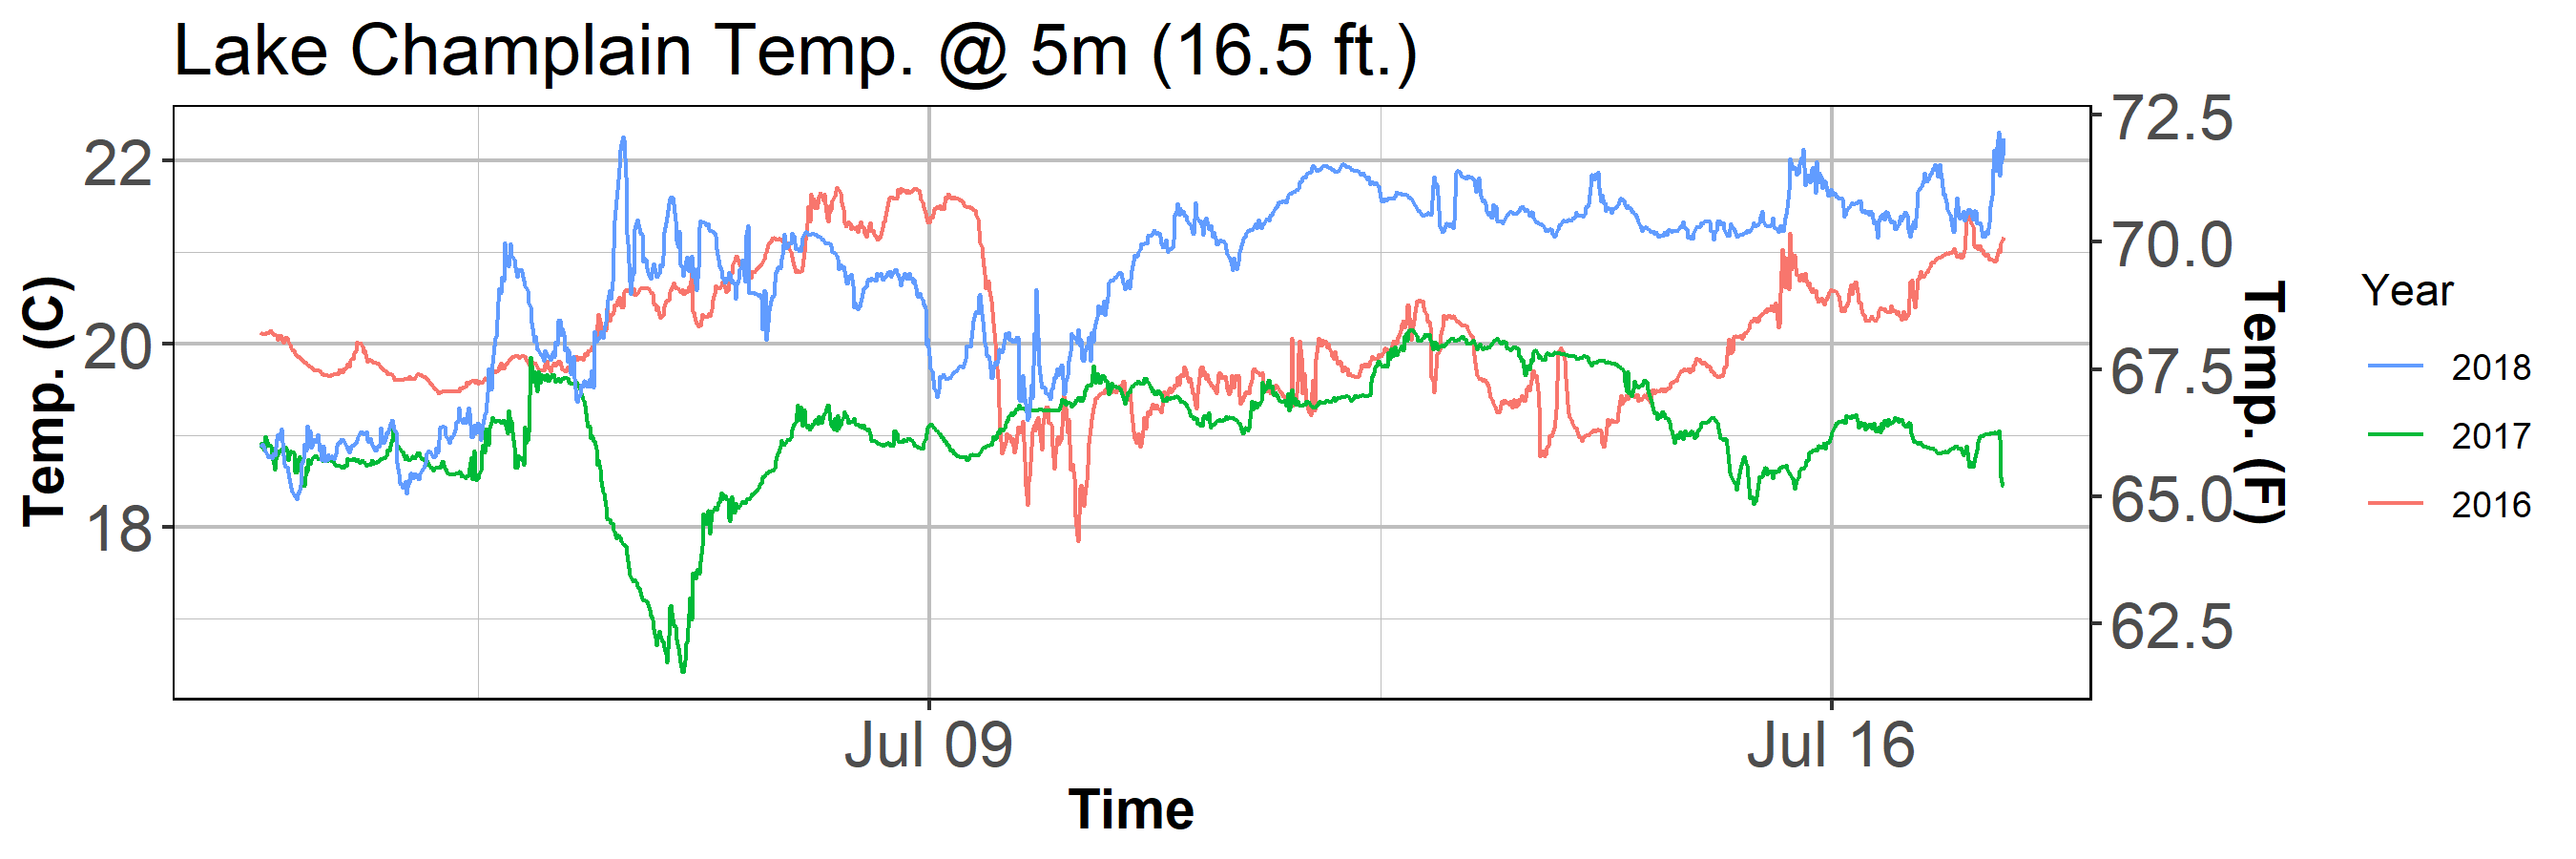 Lake Champlain Temp. @ 5m (16.5 ft.)
Temp. (C)
22
20
18
72.5
70.0
67.5
65.0
62.5
Temp. (F)
Year
2018
2017
2016
Jul 09
Jul 16
Time